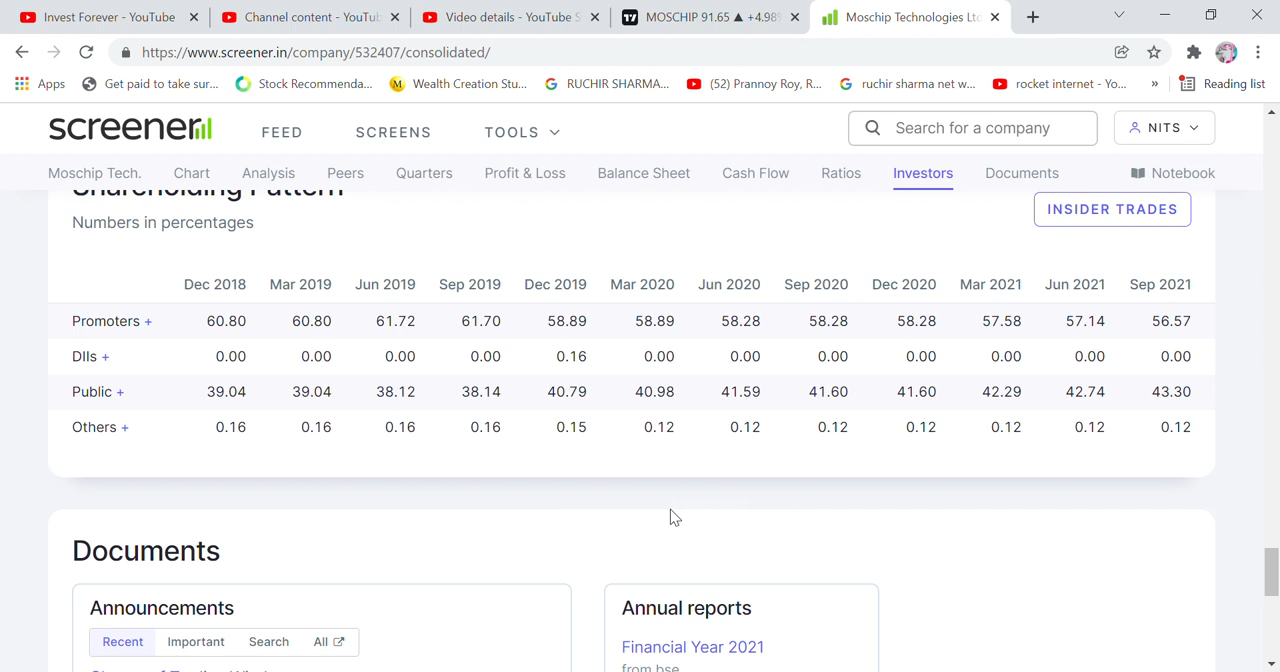 Invest Forever - YouTube
Channel content - YouTub
Video details - YouTube S
MOSCHIP 91.65 ▲ +4.98%
Moschip Technologies Ltd
https://www.screener.in/company/532407/consolidated/
Apps
Get paid to take sur...
Stock Recommenda...
Wealth Creation Stu...
RUCHIR SHARMA...
(52) Prannoy Roy, R...
ruchir sharma net w...
rocket internet - Yo...
»
Reading list
screener
FEED
SCREENS
TOOLS
Search for a company
NITS
Moschip Tech.
Chart
Analysis
Peers
Quarters
Profit & Loss
Balance Sheet
Cash Flow
Ratios
Investors
Documents
Notebook
Shareholding Pattern
Numbers in percentages
INSIDER TRADES
Dec 2018 Mar 2019 Jun 2019 Sep 2019 Dec 2019 Mar 2020 Jun 2020 Sep 2020 Dec 2020 Mar 2021 Jun 2021 Sep 2021
Promoters + 60.80 60.80 61.72 61.70 58.89 58.89 58.28 58.28 58.28 57.58 57.14 56.57
DIIs + 0.00 0.00 0.00 0.00 0.16 0.00 0.00 0.00 0.00 0.00 0.00 0.00
Public + 39.04 39.04 38.12 38.14 40.79 40.98 41.59 41.60 41.60 42.29 42.74 43.30
Others + 0.16 0.16 0.16 0.16 0.15 0.12 0.12 0.12 0.12 0.12 0.12 0.12
Documents
Announcements
Recent
Important
Search
All
Annual reports
Financial Year 2021
from bse